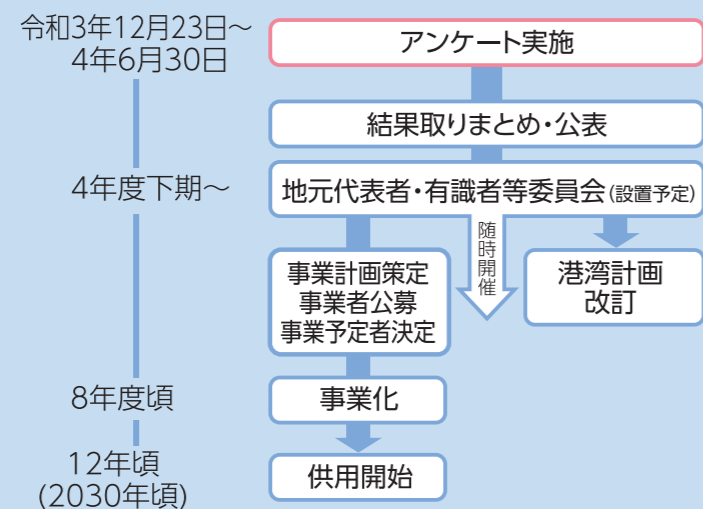 令和3年12月23日～
4年6月30日
アンケート実施
結果取りまとめ・公表
4年度下期～
地元代表者・有識者等委員会(設置予定)
随時開催
事業計画策定
事業者公募
事業予定者決定
港湾計画
改訂
8年度頃
事業化
12年頃
(2030年頃)
供用開始